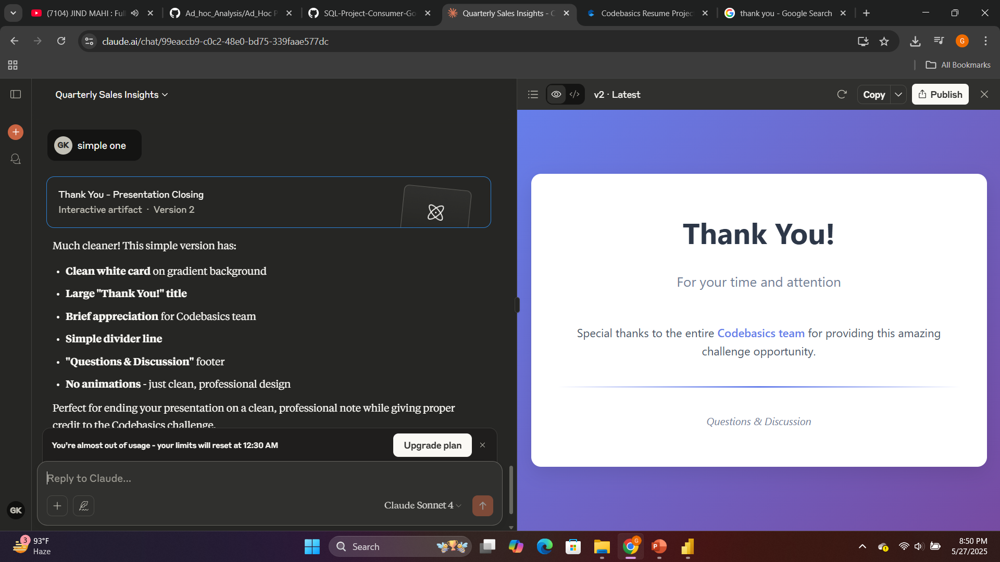 (7104) JIND MAHI : Full
Ad_hoc_Analysis/Ad_Hoc P
SQL-Project-Consumer-Go
Quarterly Sales Insights - C
Codebasics Resume Project
thank you - Google Search
claude.ai/chat/99eaccb9-c0c2-48e0-bd75-339faae577dc
G
All Bookmarks
Quarterly Sales Insights
v2 · Latest
Copy
Publish
GK
simple one
Thank You - Presentation Closing
Interactive artifact · Version 2
Much cleaner! This simple version has:
• Clean white card on gradient background
• Large "Thank You!" title
• Brief appreciation for Codebasics team
• Simple divider line
• "Questions & Discussion" footer
• No animations - just clean, professional design
Perfect for ending your presentation on a clean, professional note while giving proper
credit to the Codebasics challenge.
You're almost out of usage - your limits will reset at 12:30 AM
Upgrade plan
Reply to Claude...
Claude Sonnet 4
GK
Thank You!
For your time and attention
Special thanks to the entire Codebasics team for providing this amazing
challenge opportunity.
Questions & Discussion
3
93°F
Haze
Search
G
P
8:50 PM
5/27/2025